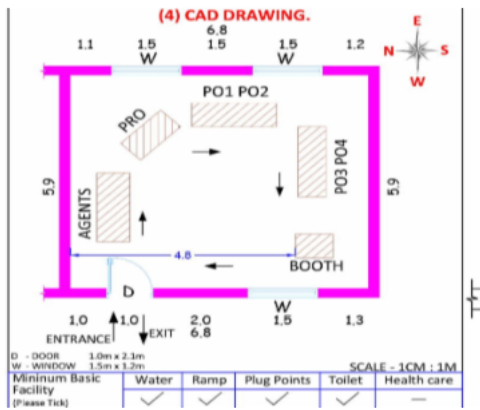 (4) CAD DRAWING.
6.8
1.1 1.5 1.5 1.5 1.2
W W
E
N S
W
PO1 PO2
PRO
PO3 PO4
AGENTS
5.9
5.9
4.8
BOOTH
D
W
1,0 1,0 2,0 1,5 1,3
6,8
ENTRANCE EXIT
D - DOOR 1.0m x 2.1m
W - WINDOW 1.5m x 1.2m
SCALE - 1CM : 1M
Mininum Basic Facility (Please Tick) Water Ramp Plug Points Toilet Health care
✓ ✓ ✓ ✓ —